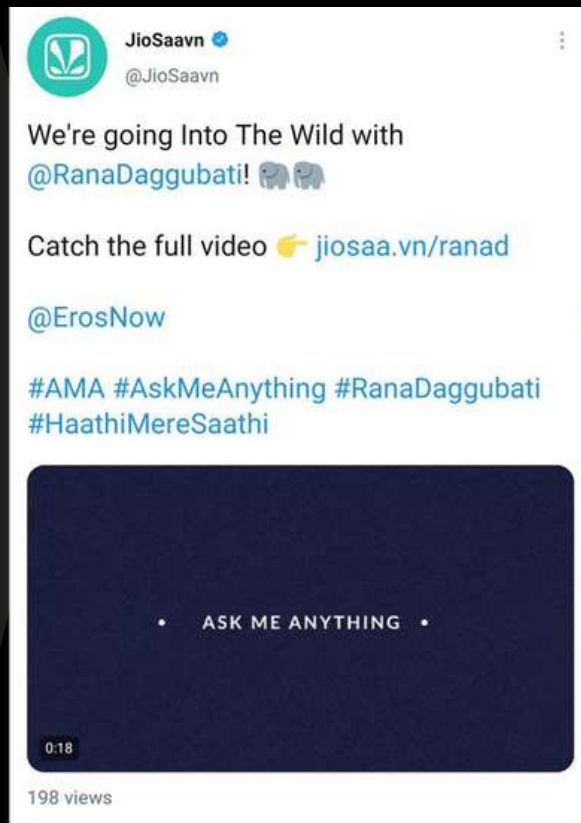 JioSaavn
@JioSaavn
We're going Into The Wild with
@RanaDaggubati! 🐘🐘
Catch the full video 👉 jiosaa.vn/ranad
@ErosNow
#AMA #AskMeAnything #RanaDaggubati
#HaathiMereSaathi
• ASK ME ANYTHING •
0:18
198 views